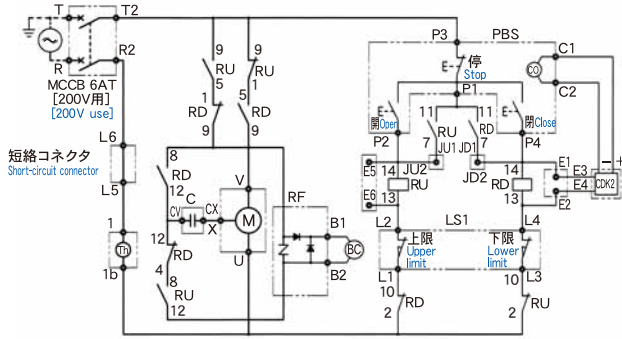 T
T2
R
R2
MCCB 6AT
[200V用]
[200V use]
L6
短絡コネクタ
Short-circuit connector
L5
1
Th
1b
9
9
RU
RU
5
1
1
5
RD
RD
9
9
8
RD
12
V
C
CV
CX
X
M
U
12
RD
4
8
RU
12
RF
B1
BC
B2
P3
PBS
停
Stop
P1
開Open
閉Close
P2
P4
C1
CO
C2
11
11
RU
RD
7
7
JU1
JD1
JU2
JD2
E5
E6
14
RU
13
14
RD
13
E1
E3
E4
E2
CDK2
−
+
L2
LS1
L4
上限
Upper
limit
下限
Lower
limit
L1
L3
10
RD
2
10
RU
2